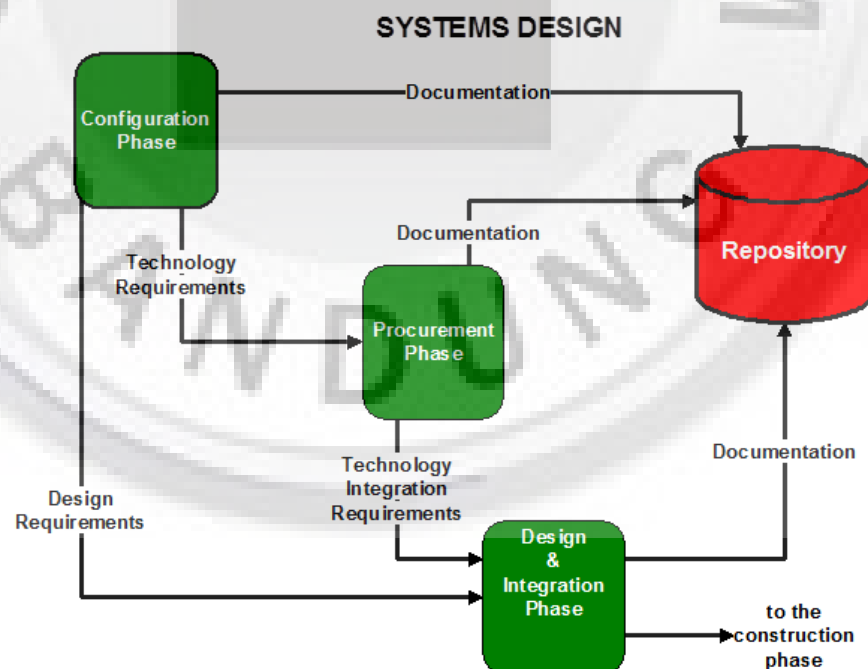 SYSTEMS DESIGN
Configuration
Phase
Documentation
Repository
Documentation
Technology
Requirements
Procurement
Phase
Documentation
Technology
Integration
Requirements
Design
Requirements
Design
&
Integration
Phase
to the
construction
phase
BANDUNG